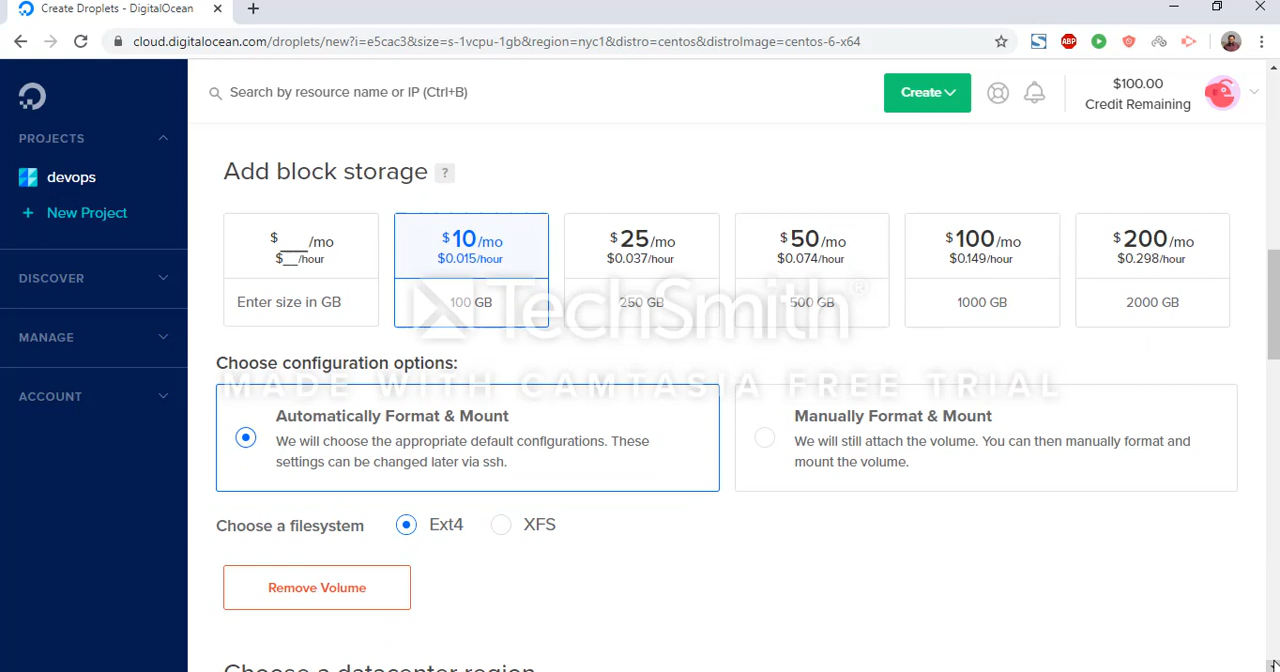 Create Droplets - DigitalOcean
cloud.digitalocean.com/droplets/new?i=e5cac3&size=s-1vcpu-1gb&region=nyc1&distro=centos&distroImage=centos-6-x64
ABP
Search by resource name or IP (Ctrl+B)
Create
$100.00
Credit Remaining
PROJECTS
devops
+ New Project
DISCOVER
MANAGE
ACCOUNT
Add block storage ?
$___/mo
$__/hour
Enter size in GB
$10/mo
$0.015/hour
100 GB
$25/mo
$0.037/hour
250 GB
$50/mo
$0.074/hour
500 GB
$100/mo
$0.149/hour
1000 GB
$200/mo
$0.298/hour
2000 GB
TechSmith®
MADE WITH CAMTASIA FREE TRIAL
Choose configuration options:
Automatically Format & Mount
We will choose the appropriate default configurations. These
settings can be changed later via ssh.
Manually Format & Mount
We will still attach the volume. You can then manually format and
mount the volume.
Choose a filesystem
Ext4
XFS
Remove Volume
Choose a datacenter region